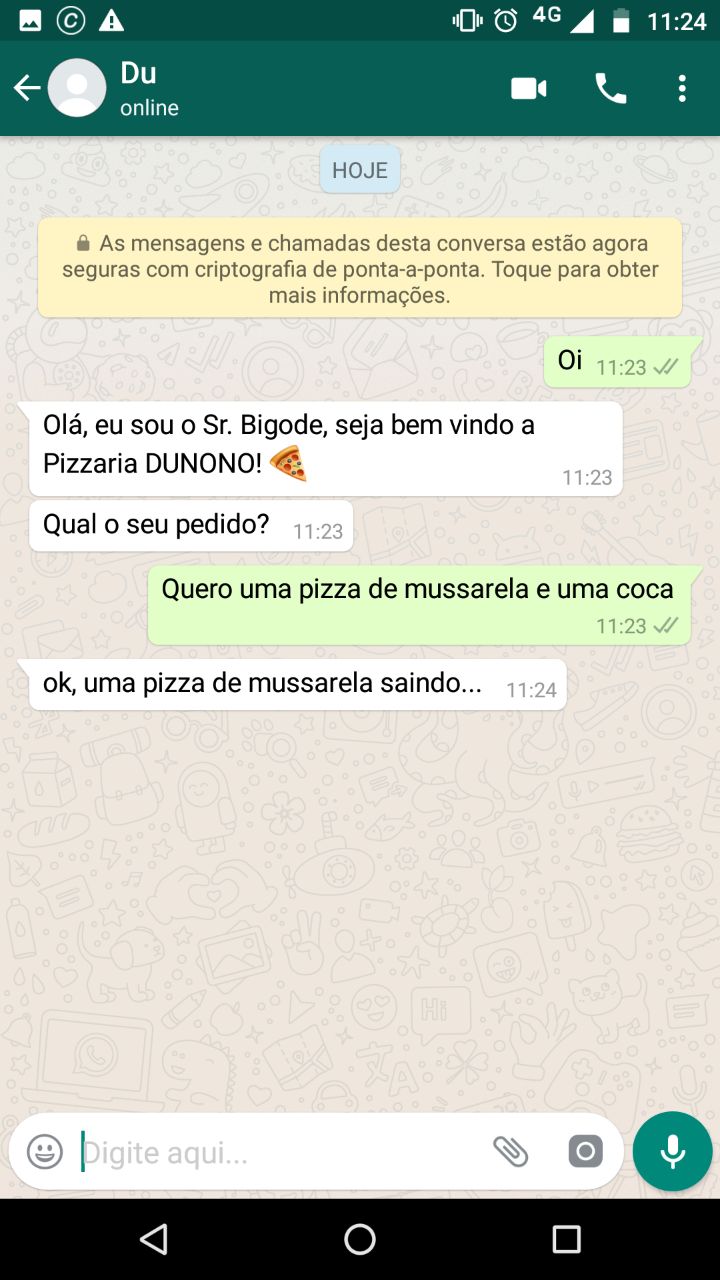 4G 11:24
Du
online
HOJE
As mensagens e chamadas desta conversa estão agora
seguras com criptografia de ponta-a-ponta. Toque para obter
mais informações.
Oi 11:23
Olá, eu sou o Sr. Bigode, seja bem vindo a
Pizzaria DUNONO!
11:23
Qual o seu pedido? 11:23
Quero uma pizza de mussarela e uma coca
11:23
ok, uma pizza de mussarela saindo... 11:24
Hi
Digite aqui...